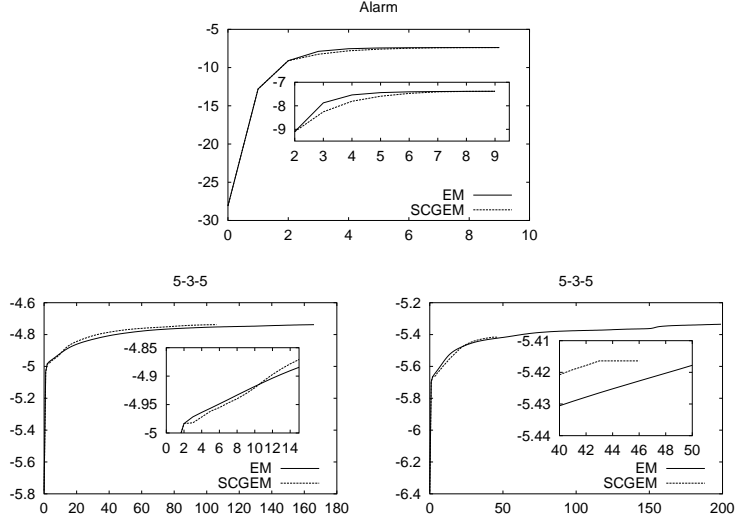 Alarm
-5
-10
-15
-20
-25
-30
0 2 4 6 8 10
-7
-8
-9
2 3 4 5 6 7 8 9
EM
SCGEM
5-3-5
-4.6
-4.8
-5
-5.2
-5.4
-5.6
-5.8
0 20 40 60 80 100 120 140 160 180
-4.85
-4.9
-4.95
-5
0 2 4 6 8 10 12 14
EM
SCGEM
5-3-5
-5.2
-5.4
-5.6
-5.8
-6
-6.2
-6.4
0 50 100 150 200
-5.41
-5.42
-5.43
-5.44
40 42 44 46 48 50
EM
SCGEM